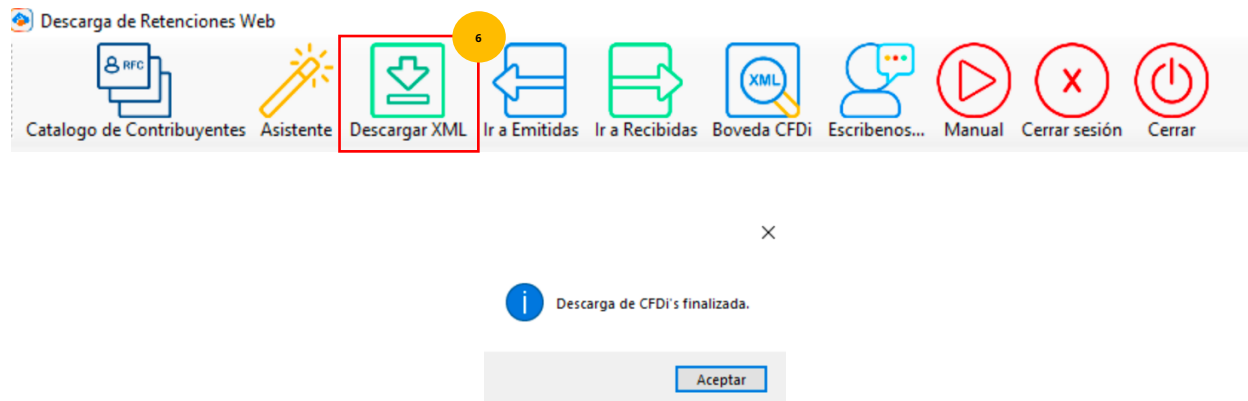 Descarga de Retenciones Web
6
RFC
XML
Catalogo de Contribuyentes Asistente Descargar XML Ir a Emitidas Ir a Recibidas Boveda CFDi Escribenos... Manual Cerrar sesión Cerrar
Descarga de CFDi's finalizada.
Aceptar